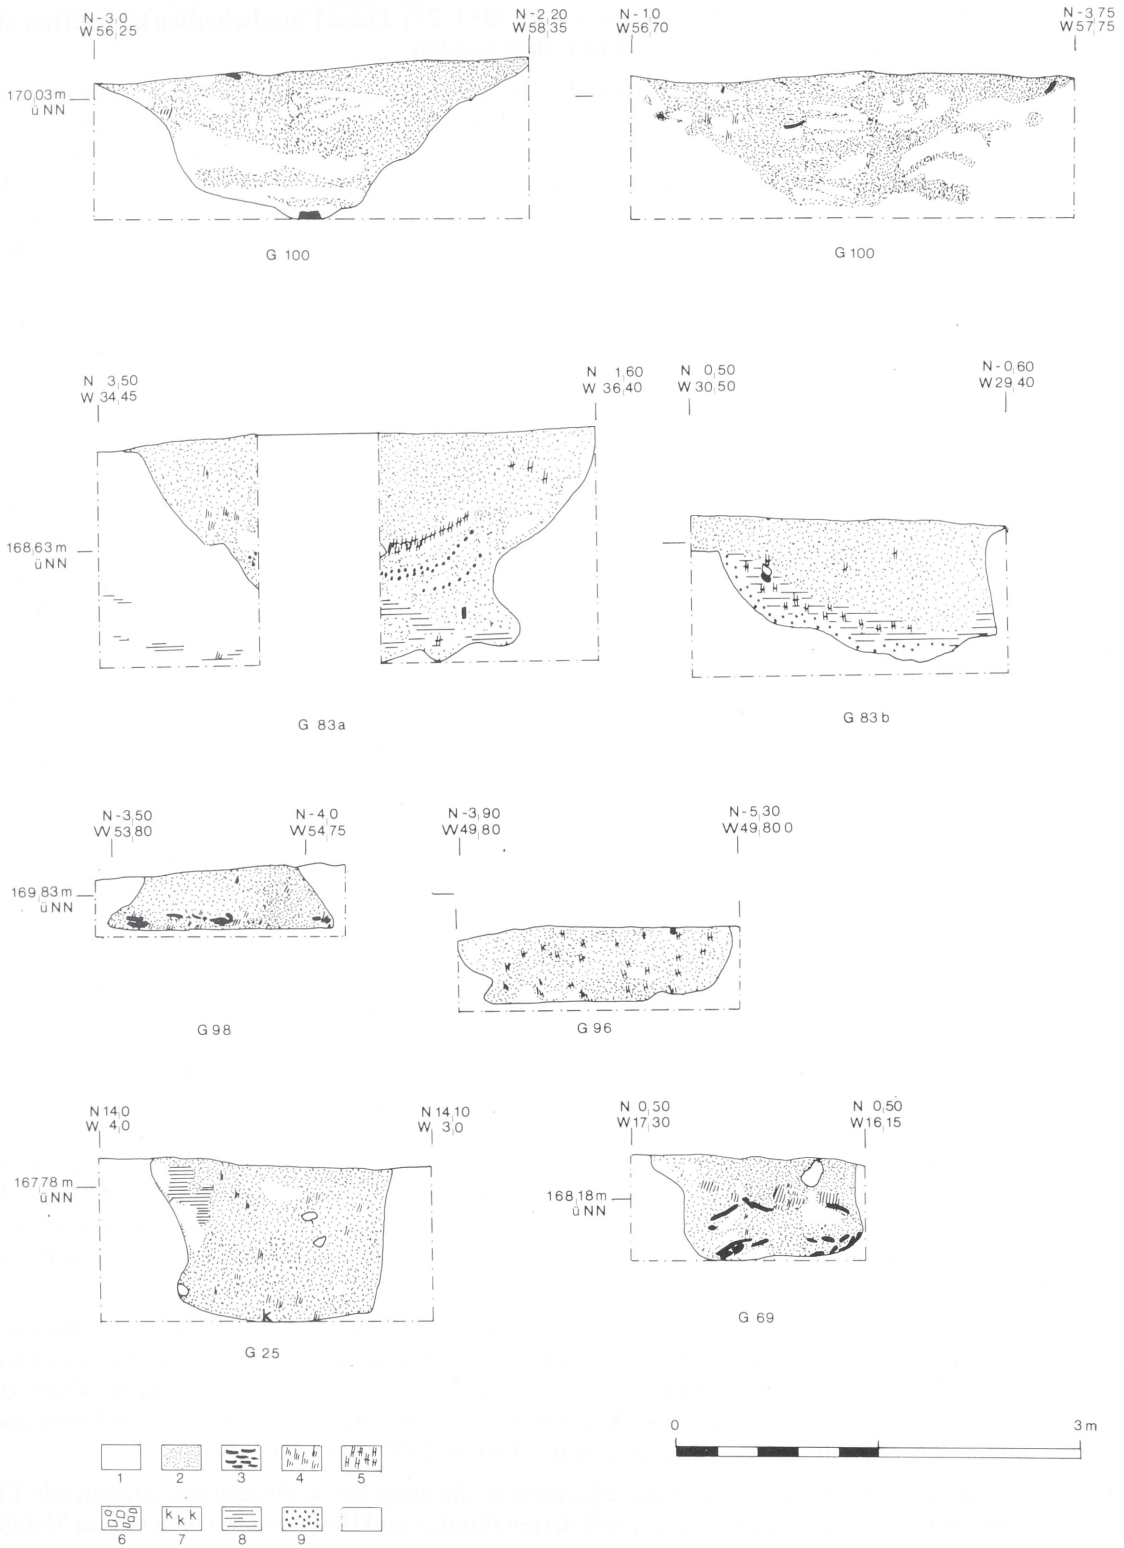 N-3,0
W 56,25
N-2,20
W 58,35
N-1,0
W 56,70
N-3,75
W 57,75
170,03 m
ü NN
G 100
G 100
N 3,50
W 34,45
N 1,60
W 36,40
N 0,50
W 30,50
N-0,60
W 29,40
168,63 m
ü NN
G 83a
G 83 b
N-3,50
W 53,80
N-4,0
W 54,75
N-3,90
W 49,80
N-5,30
W 49,80 0
169,83 m
ü NN
G 98
G 96
N 14,0
W 4,0
N 14,10
W 3,0
N 0,50
W 17,30
N 0,50
W 16,15
167,78 m
ü NN
168,18 m
ü NN
k
G 25
G 69
0 3 m
1 2 3 4 5
k k k
6 7 8 9